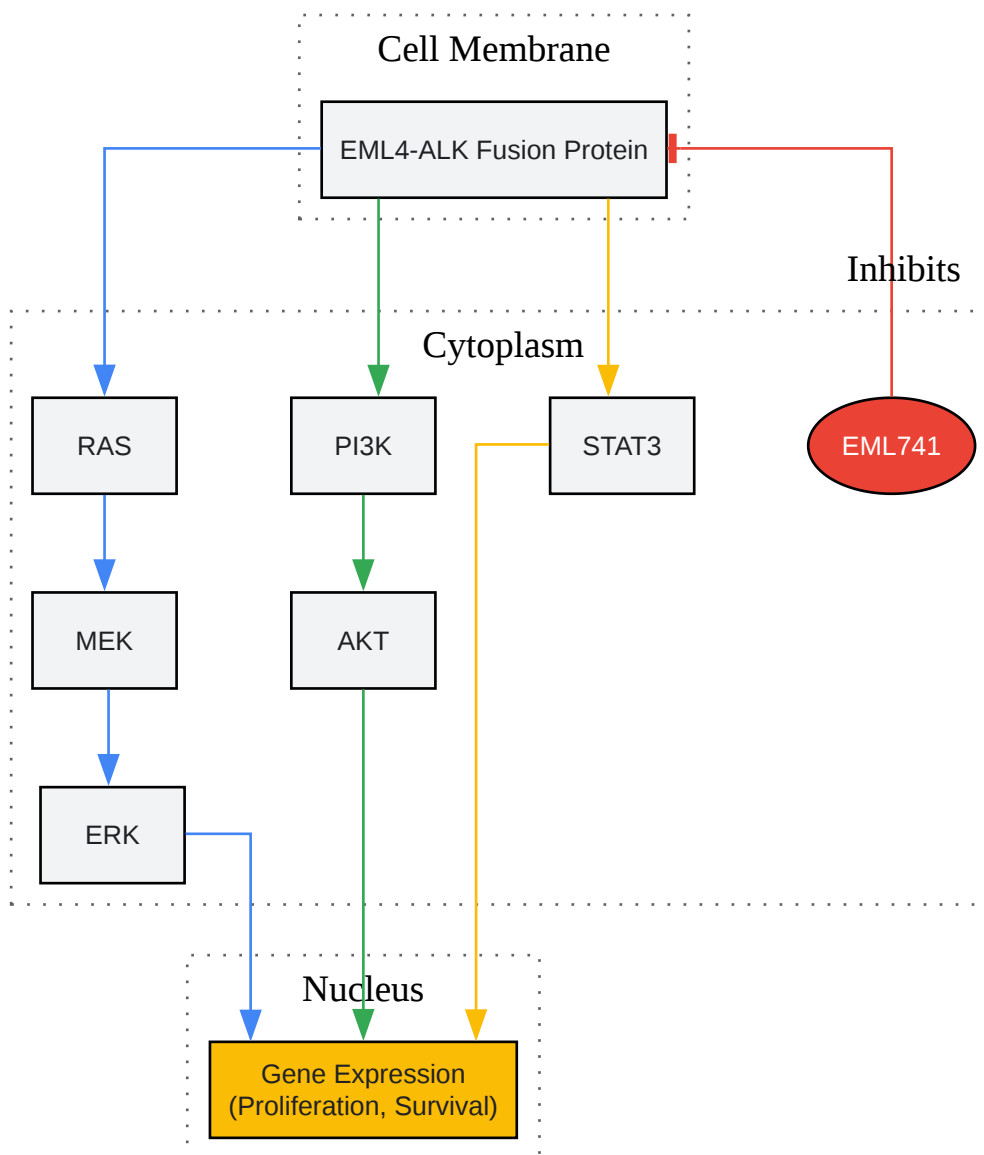 Cell Membrane
EML4-ALK Fusion Protein
Inhibits
Cytoplasm
RAS
PI3K
STAT3
EML741
MEK
AKT
ERK
Nucleus
Gene Expression
(Proliferation, Survival)